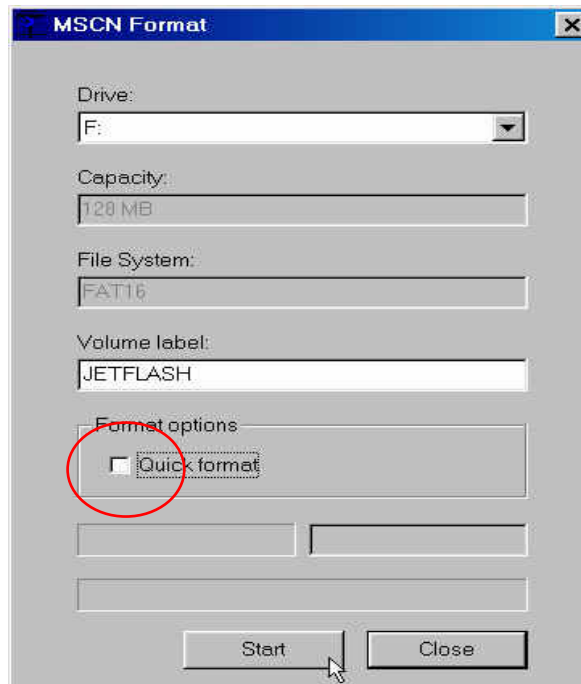 MSCN Format
Drive:
F:
Capacity:
128 MB
File System:
FAT16
Volume label:
JETFLASH
Format options
Quick format
Start Close